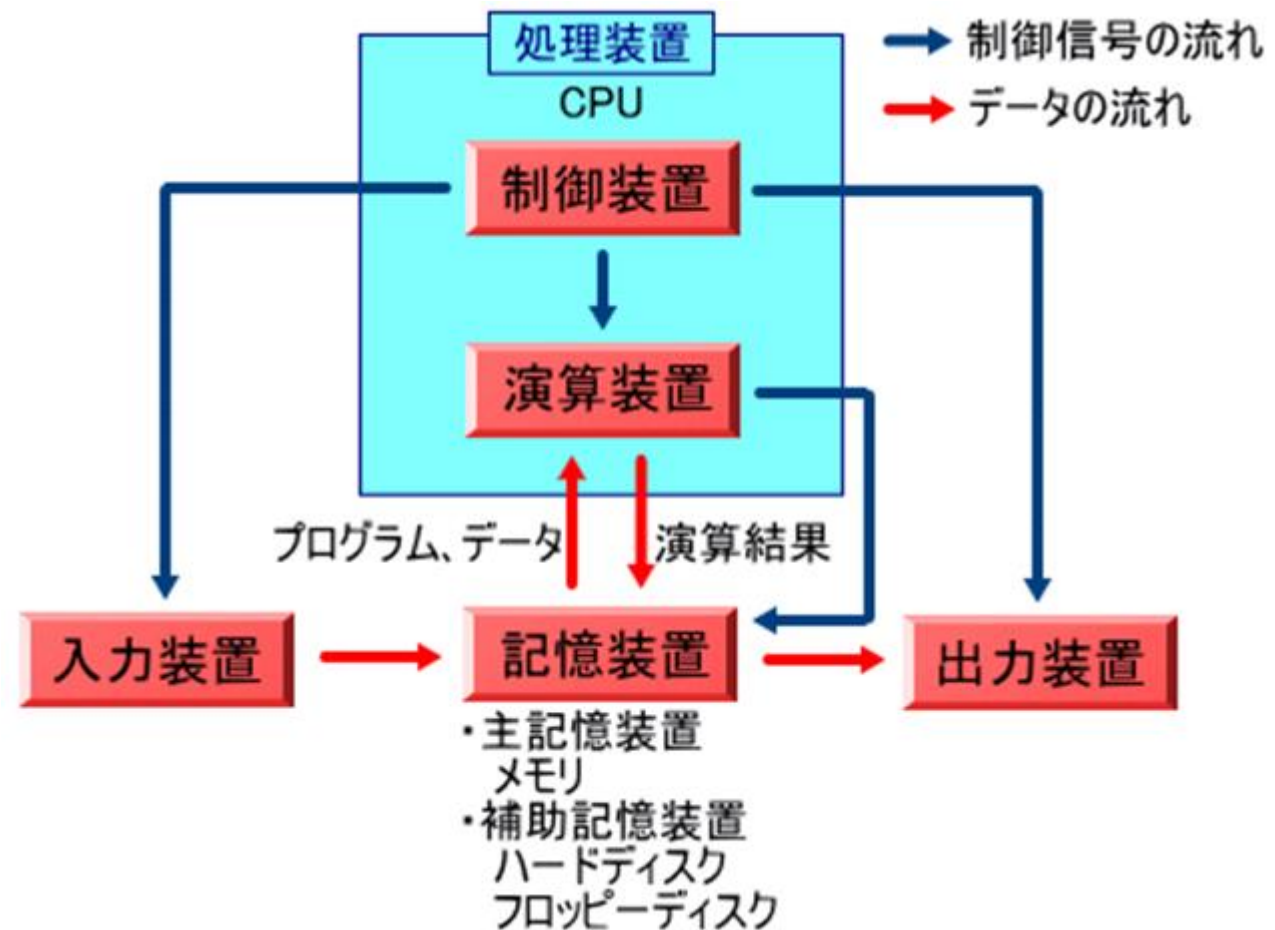 処理装置
CPU
制御信号の流れ
データの流れ
制御装置
演算装置
プログラム、データ
演算結果
入力装置
記憶装置
出力装置
・主記憶装置
メモリ
・補助記憶装置
ハードディスク
フロッピーディスク